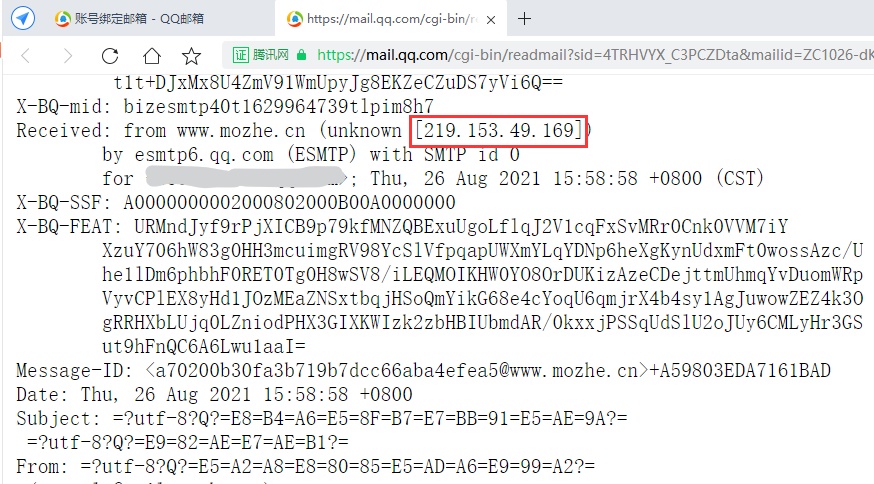 账号绑定邮箱 - QQ邮箱
https://mail.qq.com/cgi-bin/re
证 腾讯网
https://mail.qq.com/cgi-bin/readmail?sid=4TRHVYX_C3PCZDta&mailid=ZC1026-dK
tlt+DJxMx8U4ZmV91WmUpyJg8EKZeCZuDS7yVi6Q==
X-BQ-mid: bizesmtp40t1629964739tlpim8h7
Received: from www.mozhe.cn (unknown [219.153.49.169])
by esmtp6.qq.com (ESMTP) with SMTP id 0
for >; Thu, 26 Aug 2021 15:58:58 +0800 (CST)
X-BQ-SSF: A0000000002000802000B00A0000000
X-BQ-FEAT: URMndJyf9rPjXICB9p79kfMNZQBExuUgoLflqJ2V1cqFxSvMRr0Cnk0VVM7iY
XzuY706hW83g0HH3mcuimgRV98YcSlVfpqapUWXmYLqYDNp6heXgKynUdxmFt0wossAzc/U
he1lDm6phbhF0RET0Tg0H8wSV8/iLEQMOIKHW0Y08OrDUKizAzeCDejttmUhmqYvDuomWRp
VyvCPlEX8yHd1JOzMEaZNSxtbqjHSoQmYikG68e4cYoqU6qmjrX4b4sy1AgJuwowZEZ4k30
gRRHXbLUjq0LZniodPHX3GIXKWIzk2zbHBIUbmdAR/0kxxjPSSqUdSlU2oJUy6CMLyHr3GS
ut9hFnQC6A6Lwu1aaI=
Message-ID: <a70200b30fa3b719b7dcc66aba4efea5@www.mozhe.cn>+A59803EDA7161BAD
Date: Thu, 26 Aug 2021 15:58:58 +0800
Subject: =?utf-8?Q?=E8=B4=A6=E5=8F=B7=E7=BB=91=E5=AE=9A?=
=?utf-8?Q?=E9=82=AE=E7=AE=B1?=
From: =?utf-8?Q?=E5=A2=A8=E8=80=85=E5=AD=A6=E9=99=A2?=